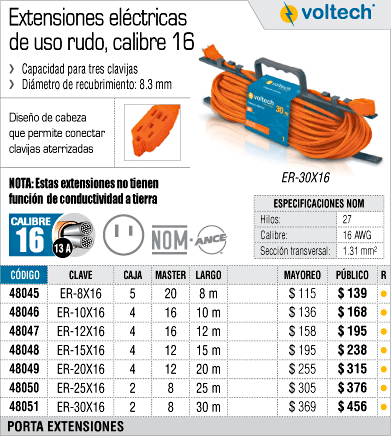 Extensiones eléctricas
de uso rudo, calibre 16
voltech
Capacidad para tres clavijas
Diámetro de recubrimiento: 8.3 mm
Diseño de cabeza
que permite conectar
clavijas aterrizadas
voltech
30 m
ER-30X16
NOTA: Estas extensiones no tienen
función de conductividad a tierra
CALIBRE
16
13 A
NOM-ANCE
ESPECIFICACIONES NOM
Hilos: 27
Calibre: 16 AWG
Sección transversal: 1.31 mm²
CÓDIGO CLAVE CAJA MASTER LARGO MAYOREO PÚBLICO R
48045 ER-8X16 5 20 8 m $ 115 $ 139
48046 ER-10X16 4 16 10 m $ 136 $ 168
48047 ER-12X16 4 16 12 m $ 158 $ 195
48048 ER-15X16 4 12 15 m $ 195 $ 238
48049 ER-20X16 4 12 20 m $ 255 $ 315
48050 ER-25X16 2 8 25 m $ 305 $ 376
48051 ER-30X16 2 8 30 m $ 369 $ 456
PORTA EXTENSIONES